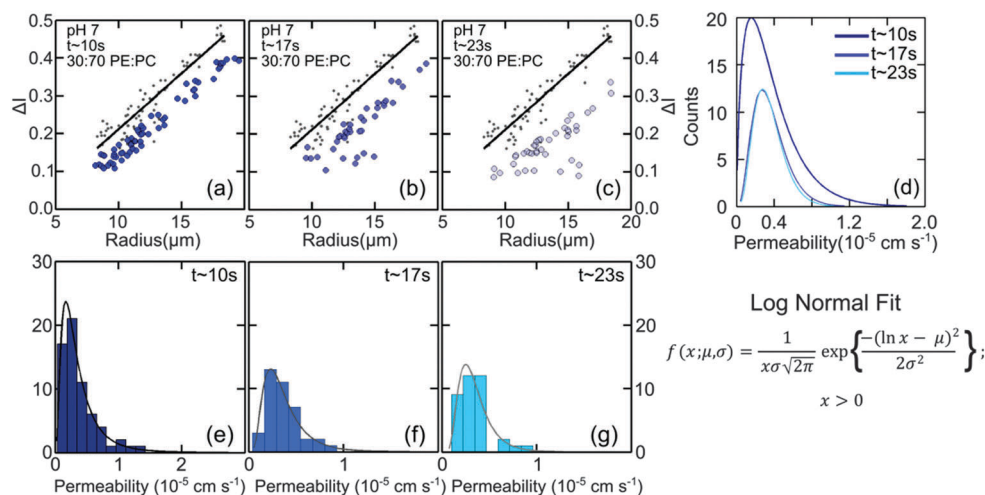 pH 7
t~10s
30:70 PE:PC
(a)
ΔI
0.5
0.4
0.3
0.2
0.1
0.0
5 10 15
Radius(µm)
pH 7
t~17s
30:70 PE:PC
(b)
5 10 15
Radius(µm)
pH 7
t~23s
30:70 PE:PC
(c)
5 10 15 20
Radius(µm)
0.5
0.4
0.3
0.2
0.1
0.0
ΔI
20
15
10
5
0
Counts
t~10s
t~17s
t~23s
(d)
0 0.4 1.2 2.0
Permeability(10⁻⁵ cm s⁻¹)
30
20
10
0
t~10s
(e)
0 1 2
Permeability (10⁻⁵ cm s⁻¹)
t~17s
(f)
0 1
Permeability (10⁻⁵ cm s⁻¹)
t~23s
(g)
0 1
Permeability (10⁻⁵ cm s⁻¹)
30
20
10
0
Log Normal Fit
f(x;μ,σ) = 1/(xσ√2π) exp{−(ln x − μ)²/2σ²};
x > 0